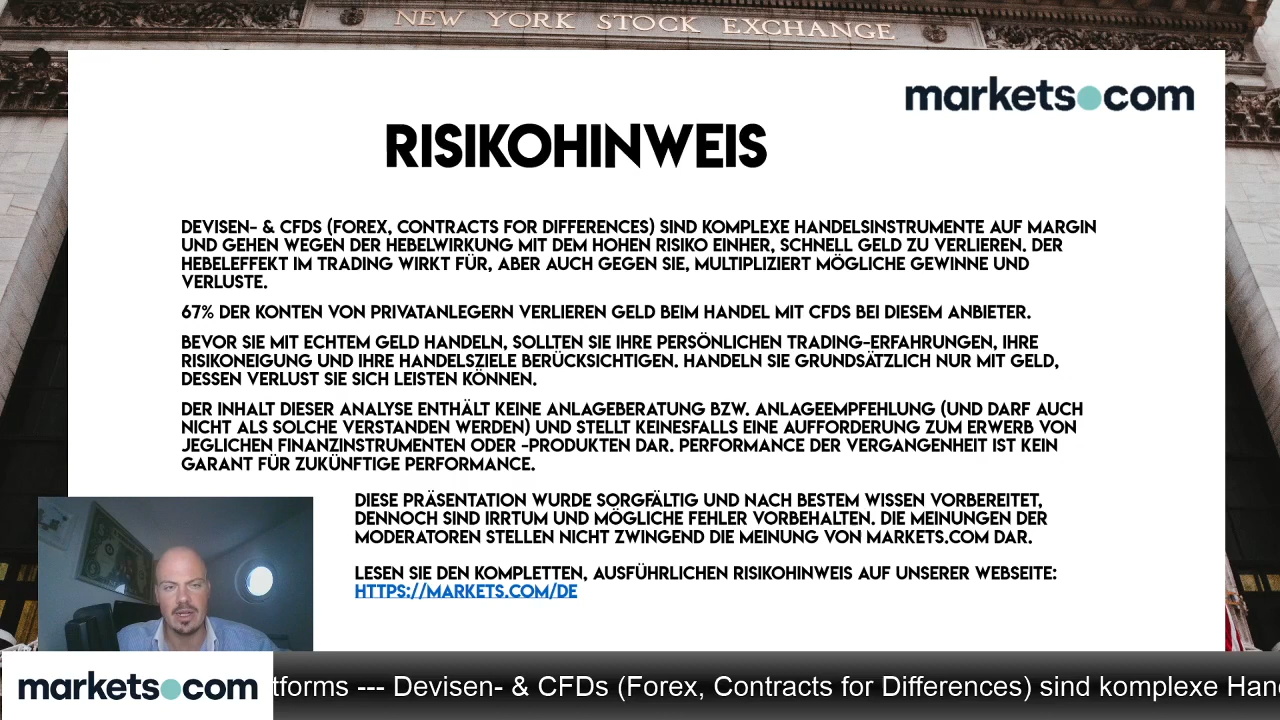 NEW YORK STOCK EXCHANGE
markets.com
RISIKOHINWEIS
DEVISEN- & CFDS (FOREX, CONTRACTS FOR DIFFERENCES) SIND KOMPLEXE HANDELSINSTRUMENTE AUF MARGIN
UND GEHEN WEGEN DER HEBELWIRKUNG MIT DEM HOHEN RISIKO EINHER, SCHNELL GELD ZU VERLIEREN. DER
HEBELEFFEKT IM TRADING WIRKT FÜR, ABER AUCH GEGEN SIE, MULTIPLIZIERT MÖGLICHE GEWINNE UND
VERLUSTE.
67% DER KONTEN VON PRIVATANLEGERN VERLIEREN GELD BEIM HANDEL MIT CFDS BEI DIESEM ANBIETER.
BEVOR SIE MIT ECHTEM GELD HANDELN, SOLLTEN SIE IHRE PERSÖNLICHEN TRADING-ERFAHRUNGEN, IHRE
RISIKONEIGUNG UND IHRE HANDELSZIELE BERÜCKSICHTIGEN. HANDELN SIE GRUNDSÄTZLICH NUR MIT GELD,
DESSEN VERLUST SIE SICH LEISTEN KÖNNEN.
DER INHALT DIESER ANALYSE ENTHÄLT KEINE ANLAGEBERATUNG BZW. ANLAGEEMPFEHLUNG (UND DARF AUCH
NICHT ALS SOLCHE VERSTANDEN WERDEN) UND STELLT KEINESFALLS EINE AUFFORDERUNG ZUM ERWERB VON
JEGLICHEN FINANZINSTRUMENTEN ODER -PRODUKTEN DAR. PERFORMANCE DER VERGANGENHEIT IST KEIN
GARANT FÜR ZUKÜNFTIGE PERFORMANCE.
DIESE PRÄSENTATION WURDE SORGFÄLTIG UND NACH BESTEM WISSEN VORBEREITET,
DENNOCH SIND IRRTUM UND MÖGLICHE FEHLER VORBEHALTEN. DIE MEINUNGEN DER
MODERATOREN STELLEN NICHT ZWINGEND DIE MEINUNG VON MARKETS.COM DAR.
LESEN SIE DEN KOMPLETTEN, AUSFÜHRLICHEN RISIKOHINWEIS AUF UNSERER WEBSEITE:
HTTPS://MARKETS.COM/DE
markets.com
tforms --- Devisen- & CFDs (Forex, Contracts for Differences) sind komplexe Han